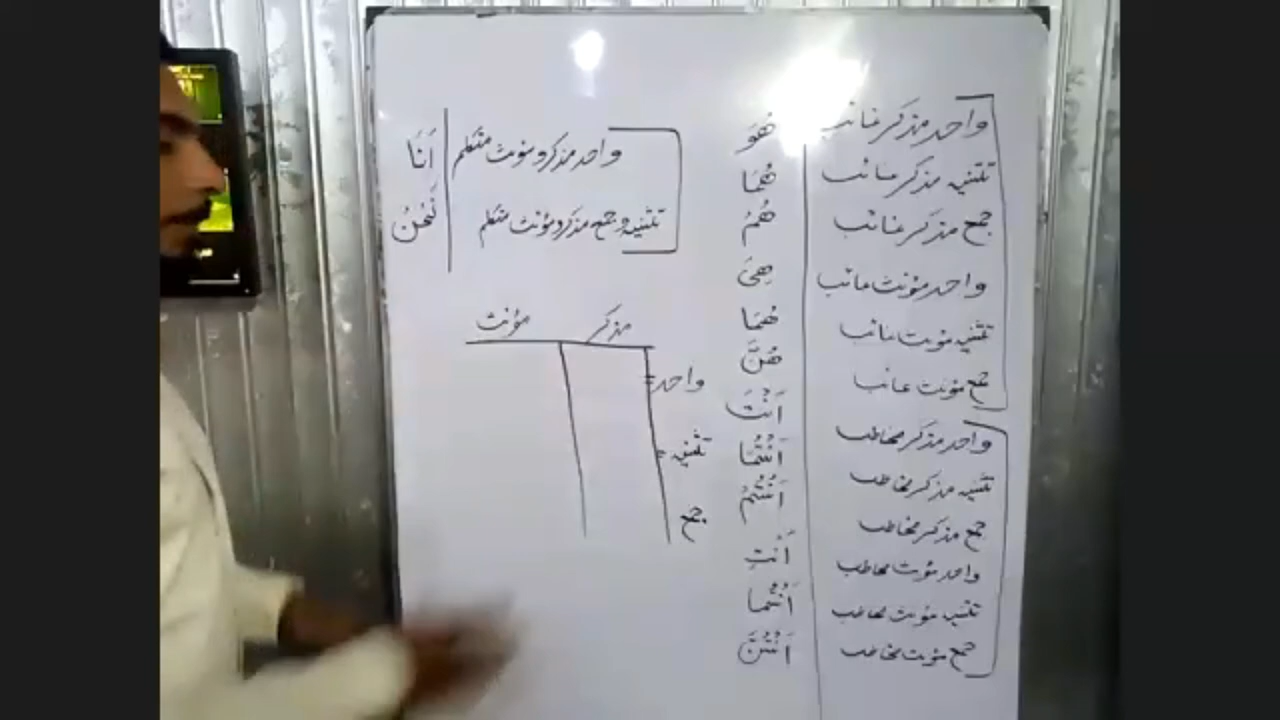 واحد مذکر غائب هُوَ
تثنیہ مذکر غائب هُمَا
جمع مذکر غائب هُمْ
واحد مؤنث غائب هِیَ
تثنیہ مؤنث غائب هُمَا
جمع مؤنث غائب هُنَّ
واحد مذکر مخاطب اَنْتَ
تثنیہ مذکر مخاطب اَنْتُمَا
جمع مذکر مخاطب اَنْتُمْ
واحد مؤنث مخاطب اَنْتِ
تثنیہ مؤنث مخاطب اَنْتُمَا
جمع مؤنث مخاطب اَنْتُنَّ
واحد مذکر و مؤنث متکلم اَنَا
تثنیہ و جمع مذکر و مؤنث متکلم نَحْنُ
مذکر مؤنث
واحد
تثنیہ
جمع